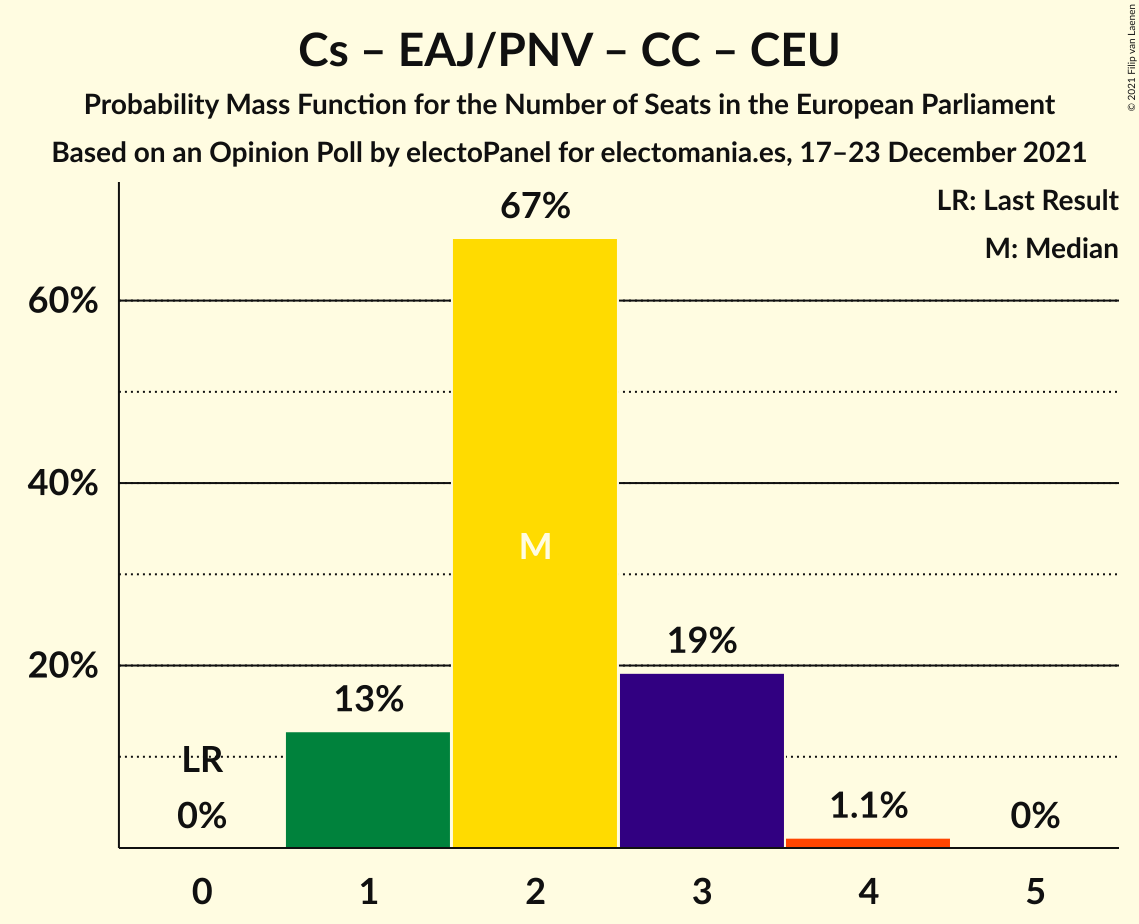 Cs – EAJ/PNV – CC – CEU
Probability Mass Function for the Number of Seats in the European Parliament
Based on an Opinion Poll by electoPanel for electomania.es, 17–23 December 2021
© 2021 Filip van Laenen
LR: Last Result
M: Median
67%
60%
40%
M
19%
20%
13%
LR
1.1%
0%
0%
0 1 2 3 4 5